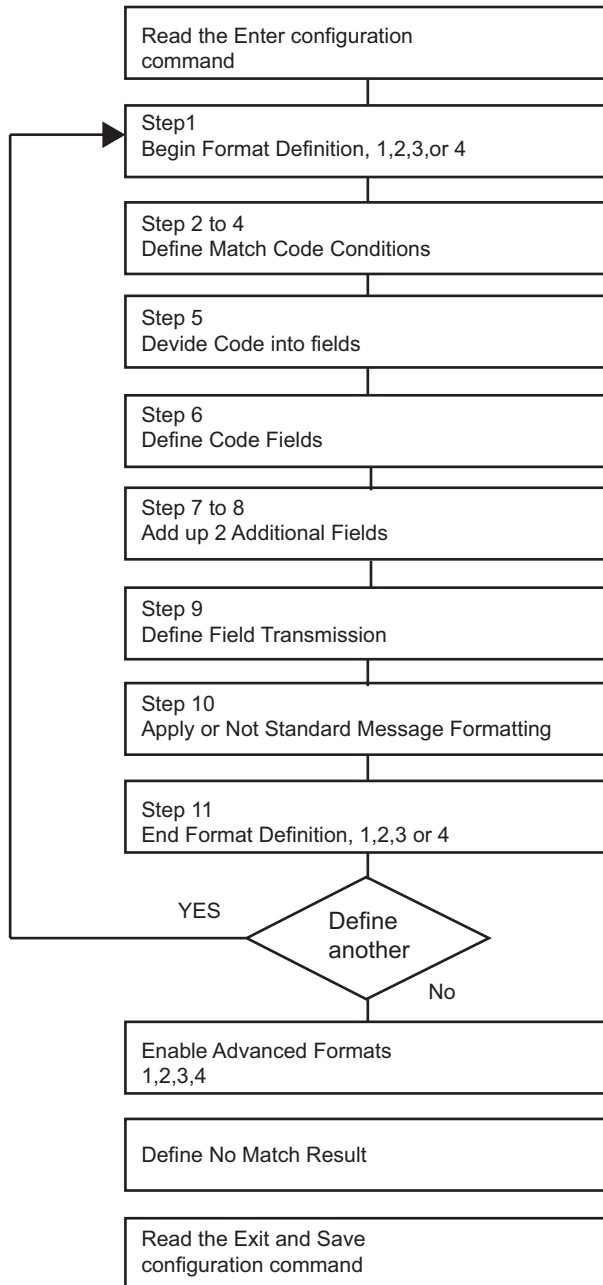 Read the Enter configuration
command
Step1
Begin Format Definition, 1,2,3,or 4
Step 2 to 4
Define Match Code Conditions
Step 5
Devide Code into fields
Step 6
Define Code Fields
Step 7 to 8
Add up 2 Additional Fields
Step 9
Define Field Transmission
Step 10
Apply or Not Standard Message Formatting
Step 11
End Format Definition, 1,2,3 or 4
YES
Define
another
No
Enable Advanced Formats
1,2,3,4
Define No Match Result
Read the Exit and Save
configuration command